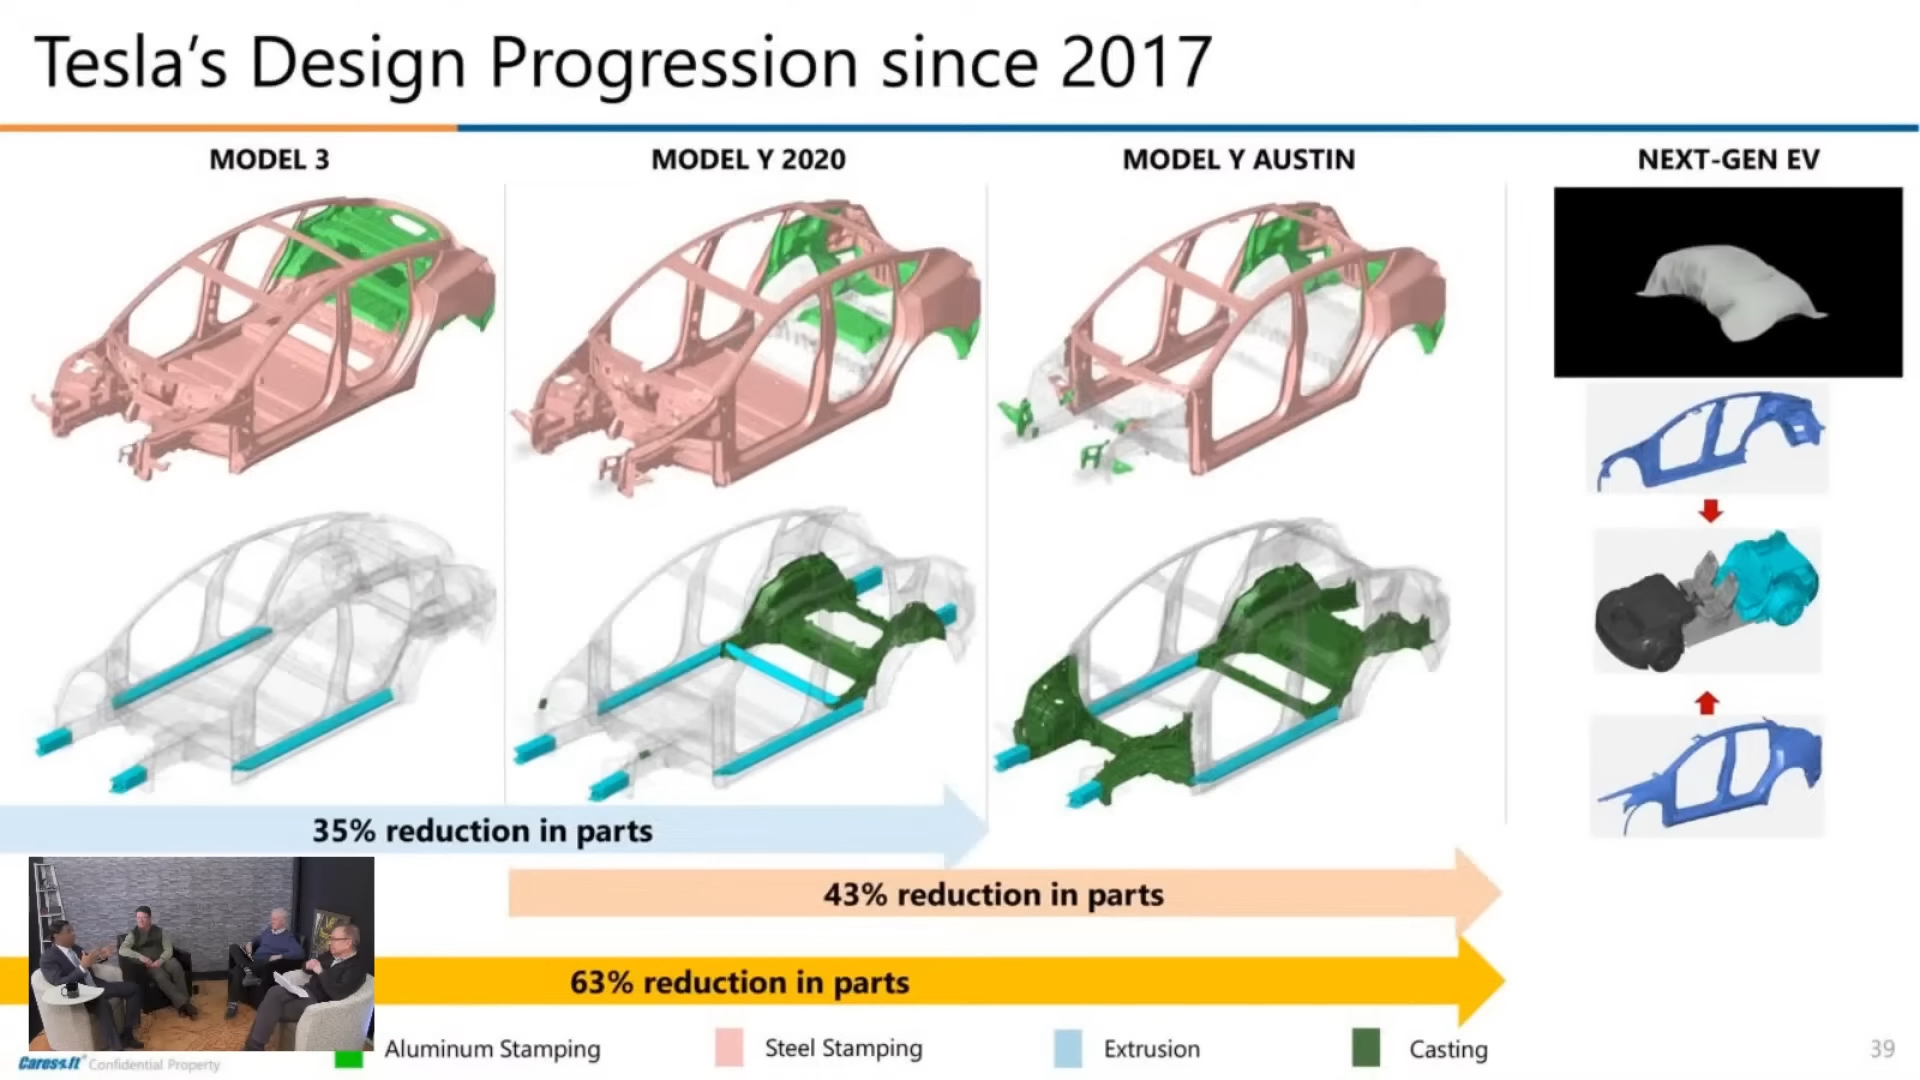 Tesla's Design Progression since 2017
MODEL 3
MODEL Y 2020
MODEL Y AUSTIN
NEXT-GEN EV
35% reduction in parts
43% reduction in parts
63% reduction in parts
Aluminum Stamping
Steel Stamping
Extrusion
Casting
Caresoft® Confidential Property
39